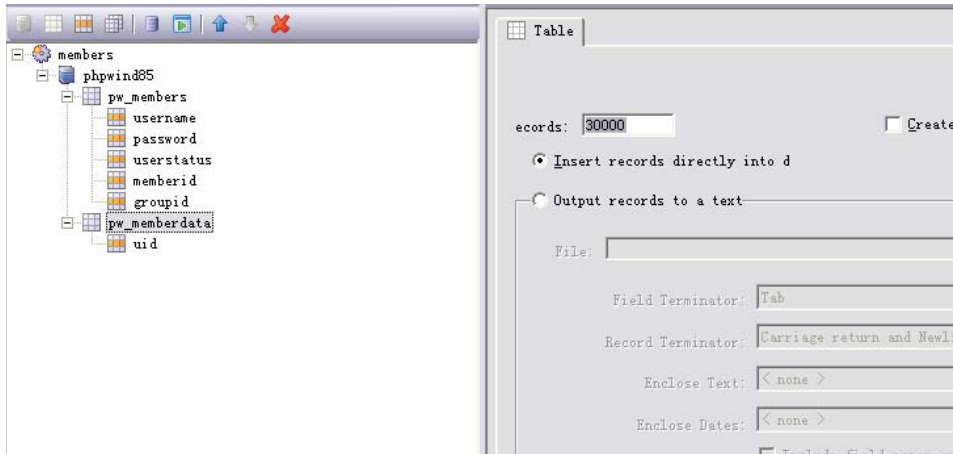 members
phpwind85
pw_members
username
password
userstatus
memberid
groupid
pw_memberdata
uid
Table
ecords: 30000
Create
Insert records directly into d
Output records to a text
File:
Field Terminator: Tab
Record Terminator: Carriage return and Newl
Enclose Text: < none >
Enclose Dates: < none >